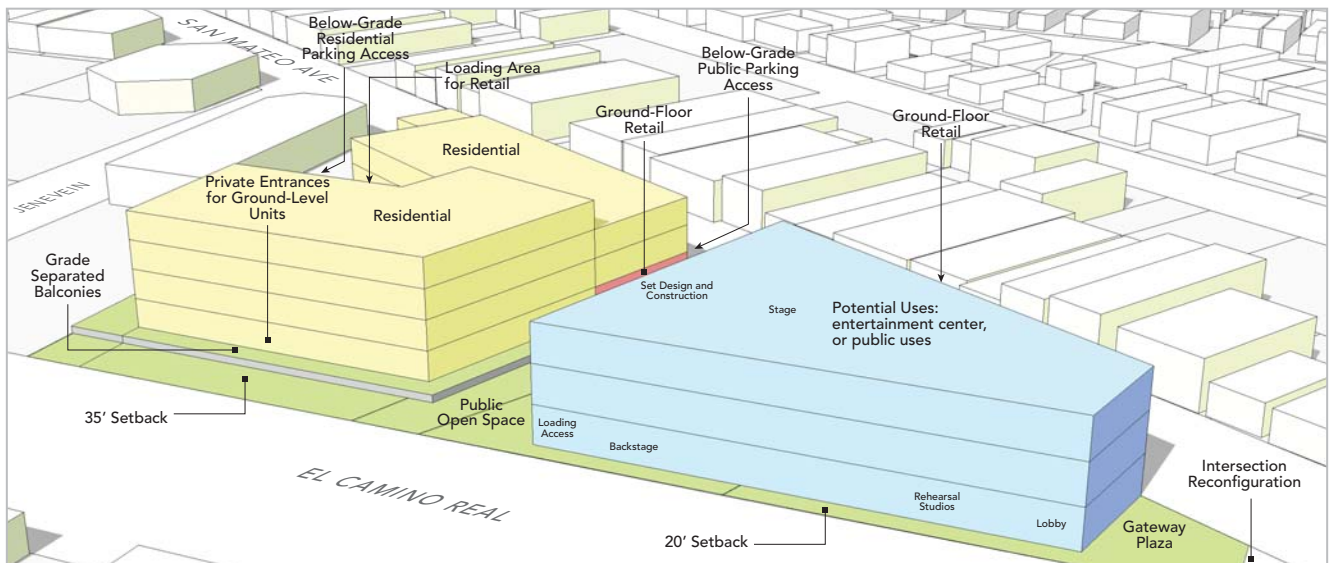 Below-Grade
Residential
Parking Access
SAN MATEO AVE
Loading Area
for Retail
Below-Grade
Public Parking
Access
Ground-Floor
Retail
Ground-Floor
Retail
Residential
Private Entrances
for Ground-Level
Units
Residential
JENEVEIN
Grade
Separated
Balconies
Set Design and
Construction
Stage
Potential Uses:
entertainment center,
or public uses
35' Setback
Public
Open Space
Loading
Access
Backstage
EL CAMINO REAL
Rehearsal
Studios
Lobby
Intersection
Reconfiguration
Gateway
Plaza
20' Setback